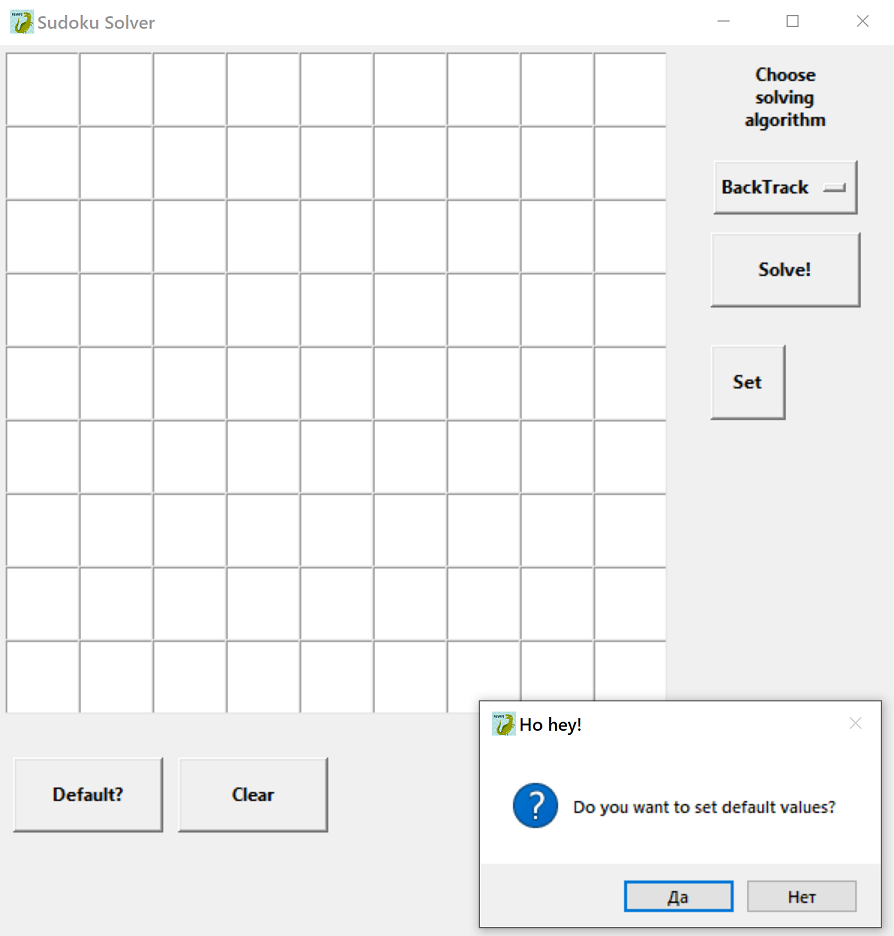 Sudoku Solver
Choose
solving
algorithm
BackTrack
Solve!
Set
Default?
Clear
Ho hey!
Do you want to set default values?
Да
Нет